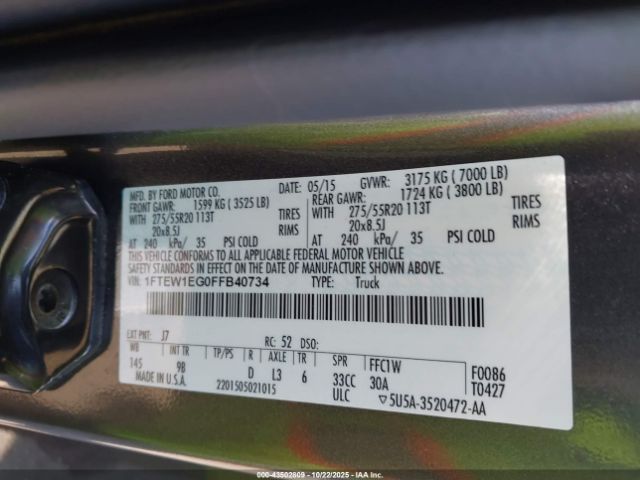 MFD. BY FORD MOTOR CO.
DATE: 05/15 GVWR: 3175 KG ( 7000 LB)
FRONT GAWR: 1599 KG ( 3525 LB) REAR GAWR: 1724 KG ( 3800 LB)
WITH 275/55R20 113T TIRES WITH 275/55R20 113T TIRES
20x8.5J RIMS 20x8.5J RIMS
AT 240 kPa/ 35 PSI COLD AT 240 kPa/ 35 PSI COLD
THIS VEHICLE CONFORMS TO ALL APPLICABLE FEDERAL MOTOR VEHICLE
SAFETY STANDARDS IN EFFECT ON THE DATE OF MANUFACTURE SHOWN ABOVE.
VIN: 1FTEW1EG0FFB40734 TYPE: Truck
EXT PNT: J7 RC: 52 DSO:
WB INT TR TP/PS R AXLE TR SPR FFC1W F0086
145 9B D L3 6 33CC 30A T0427
MADE IN U.S.A. 2201505021015 ULC ▽5U5A-3520472-AA
000-43502809 | 10/22/2025 | IAA, Inc.